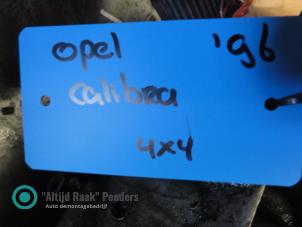 opel '96
calibra
4x4
"Altijd Raak" Penders
Auto demontagebedrijf